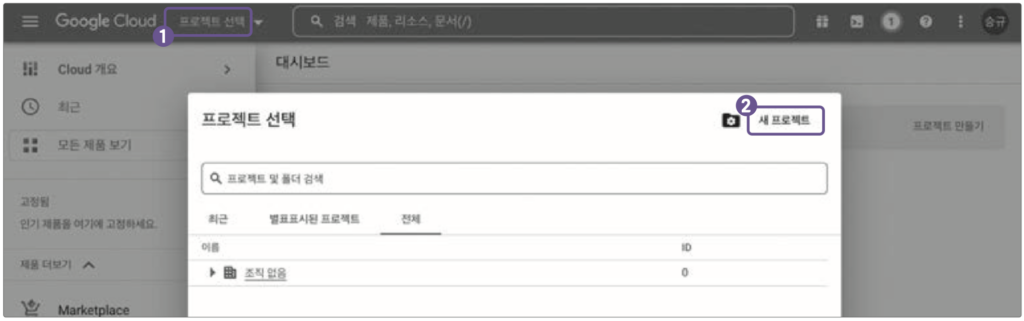 Google Cloud 프로젝트 선택 검색 제품, 리소스, 문서(/) 1 승규
1
Cloud 개요
대시보드
최근
모든 제품 보기
고정됨
인기 제품을 여기에 고정하세요.
제품 더보기
Marketplace
프로젝트 만들기
프로젝트 선택
2
새 프로젝트
프로젝트 및 폴더 검색
최근 별표표시된 프로젝트 전체
이름 ID
조직 없음 0